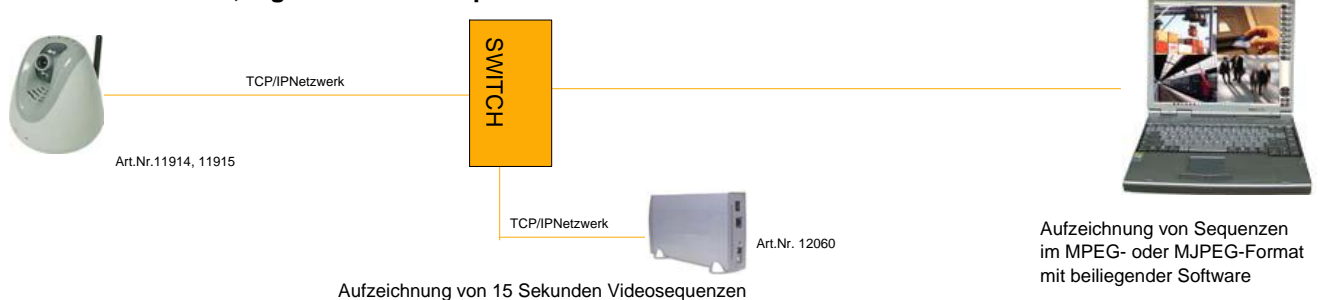 TCP/IPNetzwerk
SWITCH
Art.Nr.11914, 11915
TCP/IPNetzwerk
Art.Nr. 12060
Aufzeichnung von Sequenzen
im MPEG- oder MJPEG-Format
mit beiliegender Software
Aufzeichnung von 15 Sekunden Videosequenzen